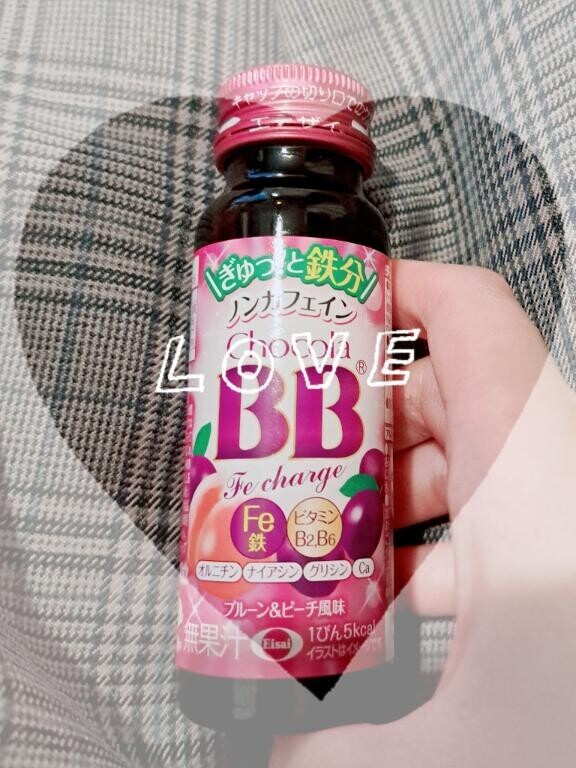 キャップの切り口での
エーザイ
ぎゅっと鉄分
ノンカフェイン
Chocola
LOVE
BB®
Fe charge
Fe
鉄
ビタミン
B2,B6
オルニチン ナイアシン グリシン Ca
プルーン&ピーチ風味
無果汁 Eisai 1びん5kcal
イラストはイメージです